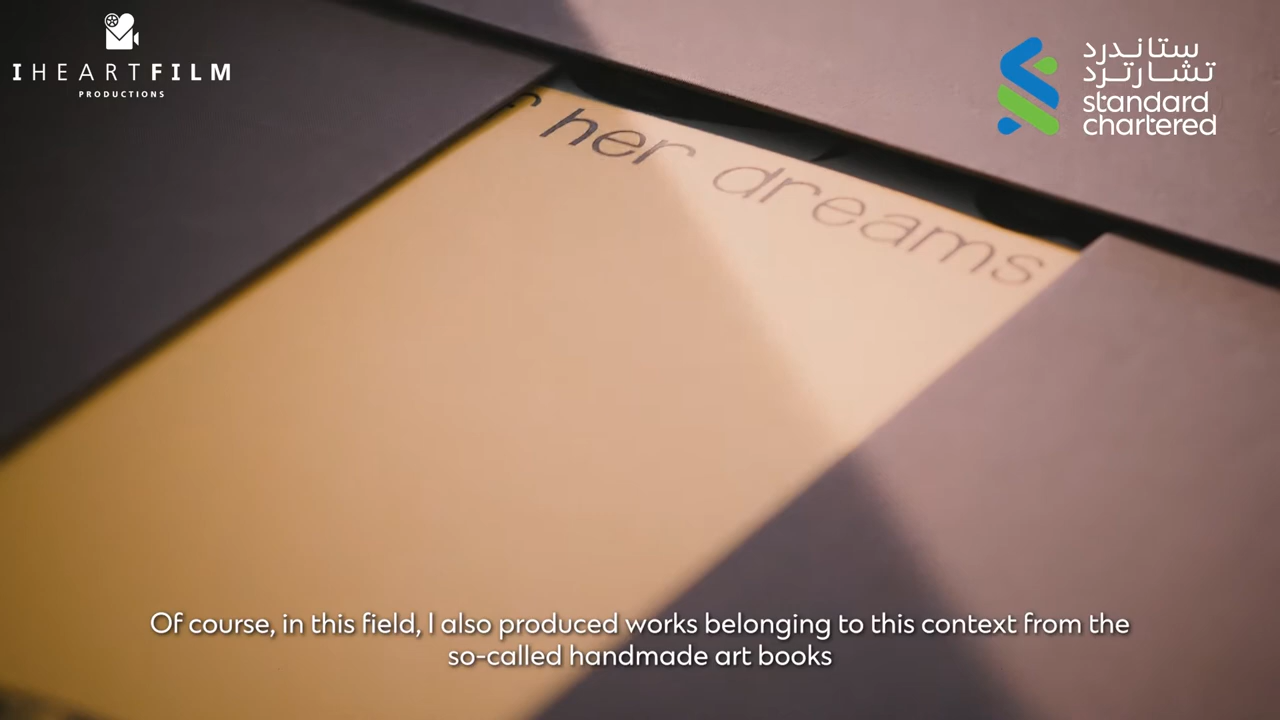 IHEARTFILM
PRODUCTIONS
ستاندرد
تشارترد
standard
chartered
her dreams
Of course, in this field, I also produced works belonging to this context from the
so-called handmade art books